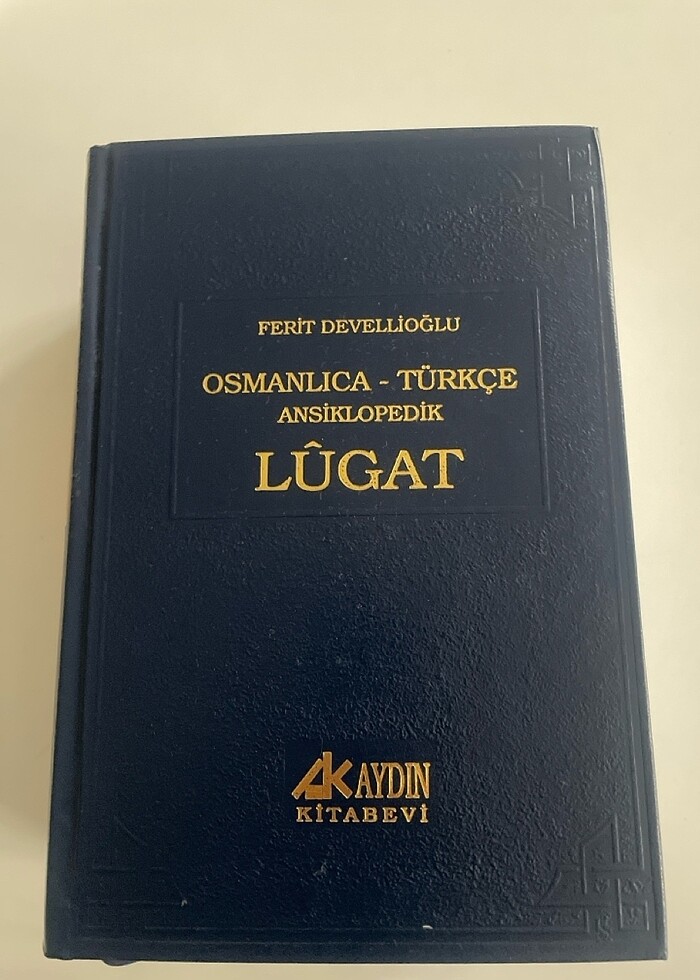 FERİT DEVELLİOĞLU
OSMANLICA - TÜRKÇE
ANSİKLOPEDİK
LÛGAT
AK AYDIN
KİTABEVİ